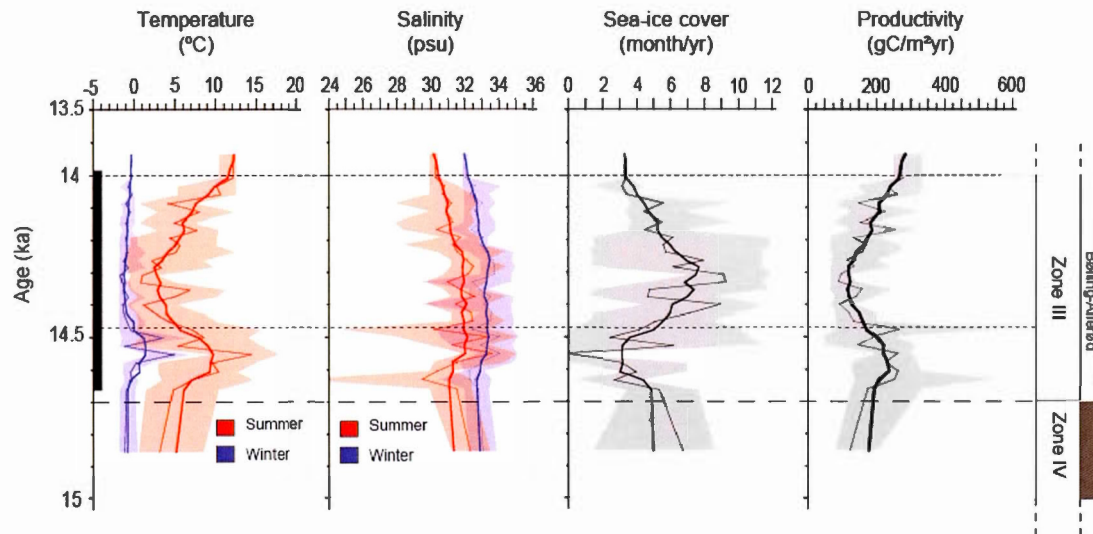 Temperature
(ºC)
Salinity
(psu)
Sea-ice cover
(month/yr)
Productivity
(gC/m²yr)
-5 0 5 10 15 20
24 26 28 30 32 34 36
0 2 4 6 8 10 12
0 200 400 600
13.5
14
14.5
15
Age (ka)
Summer
Winter
Summer
Winter
Zone III
Zone IV
Bølling-Allerød